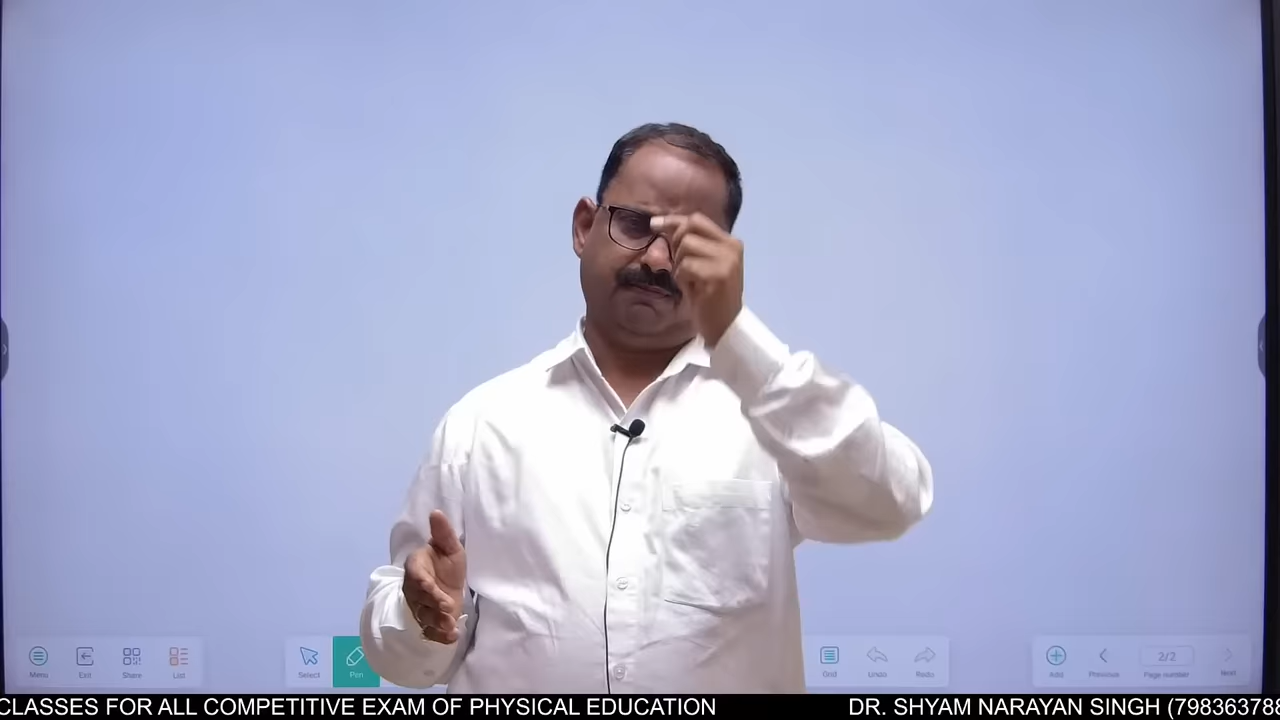 Menu
Exit
Share
List
Select
Pen
Grid
Undo
Redo
Add
Previous
2/2
Page number
Next
CLASSES FOR ALL COMPETITIVE EXAM OF PHYSICAL EDUCATION DR. SHYAM NARAYAN SINGH (798363788